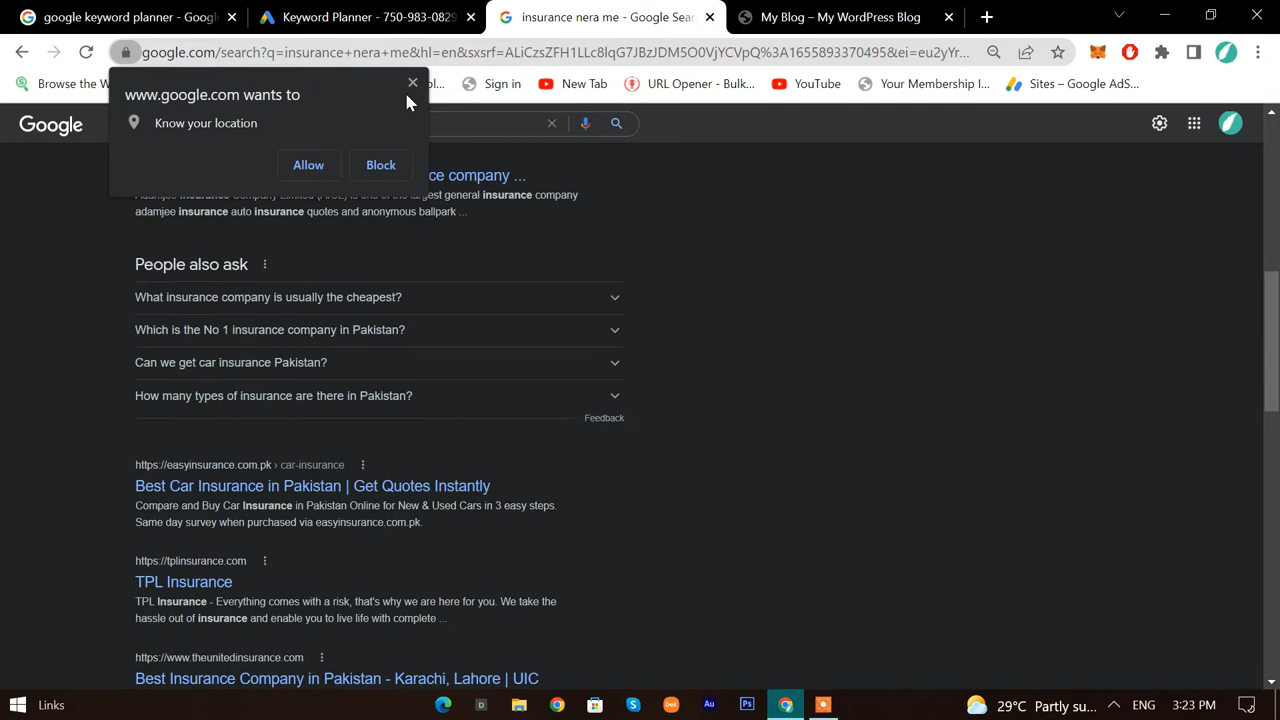 google keyword planner - Google
Keyword Planner - 750-983-0829
insurance nera me - Google Sear
My Blog – My WordPress Blog
google.com/search?q=insurance+nera+me&hl=en&sxsrf=ALiCzsZFH1LLc8lqG7JBzJDM5O0VjYCVpQ%3A1655893370495&ei=eu2yYr...
Browse the
Sign in
New Tab
URL Opener - Bulk...
YouTube
Your Membership I...
Sites – Google AdS...
www.google.com wants to
Know your location
Allow
Block
Google
ce company ...
Adamjee Insurance Company Limited (AICL) is one of the largest general insurance company
adamjee insurance auto insurance quotes and anonymous ballpark ...
People also ask
What insurance company is usually the cheapest?
Which is the No 1 insurance company in Pakistan?
Can we get car insurance Pakistan?
How many types of insurance are there in Pakistan?
Feedback
https://easyinsurance.com.pk › car-insurance
Best Car Insurance in Pakistan | Get Quotes Instantly
Compare and Buy Car Insurance in Pakistan Online for New & Used Cars in 3 easy steps.
Same day survey when purchased via easyinsurance.com.pk.
https://tplinsurance.com
TPL Insurance
TPL Insurance - Everything comes with a risk, that's why we are here for you. We take the
hassle out of insurance and enable you to live life with complete ...
https://www.theunitedinsurance.com
Best Insurance Company in Pakistan - Karachi, Lahore | UIC
Links
D
Au
Ps
29°C Partly su...
ENG
3:23 PM